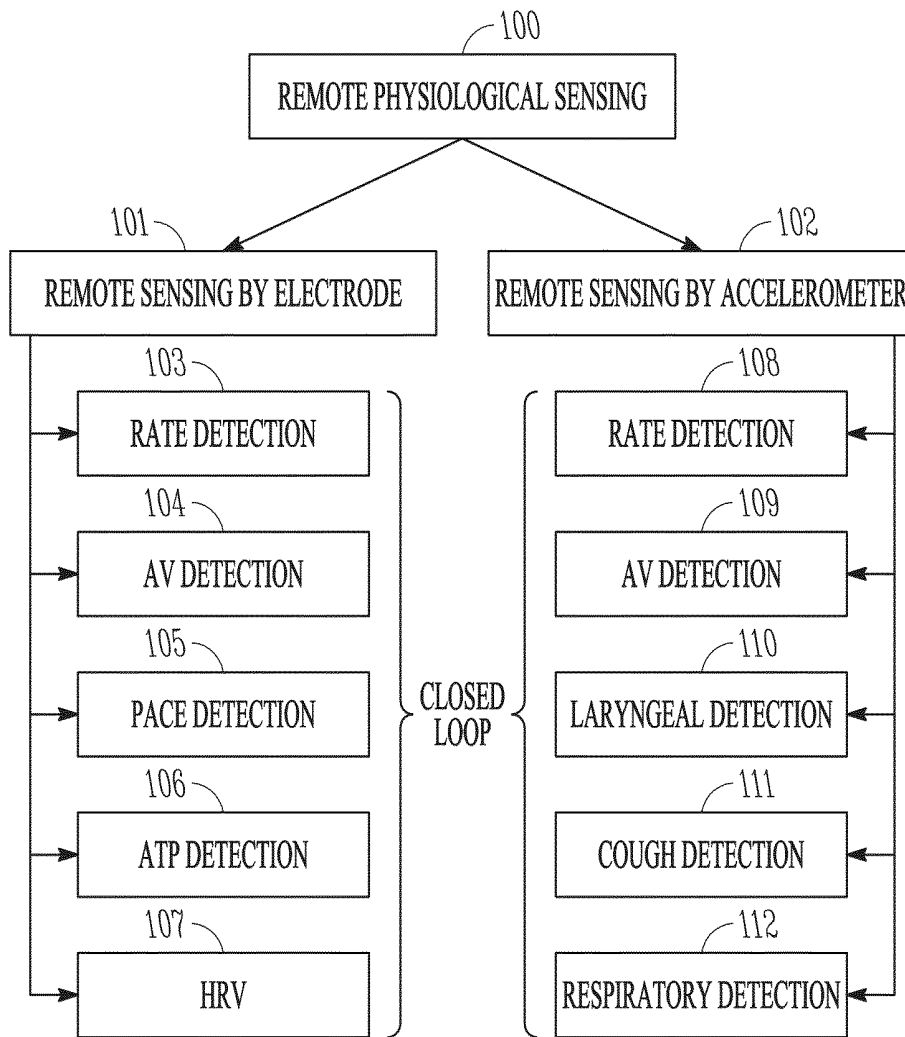 100
REMOTE PHYSIOLOGICAL SENSING
101
REMOTE SENSING BY ELECTRODE
102
REMOTE SENSING BY ACCELEROMETER
103
RATE DETECTION
104
AV DETECTION
105
PACE DETECTION
106
ATP DETECTION
107
HRV
CLOSED
LOOP
108
RATE DETECTION
109
AV DETECTION
110
LARYNGEAL DETECTION
111
COUGH DETECTION
112
RESPIRATORY DETECTION